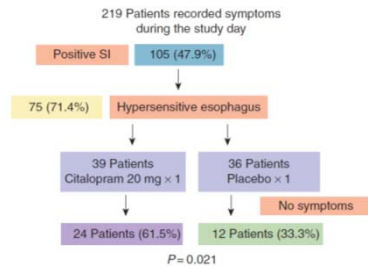 219 Patients recorded symptoms
during the study day
Positive SI
105 (47.9%)
75 (71.4%)
Hypersensitive esophagus
39 Patients
Citalopram 20 mg × 1
36 Patients
Placebo × 1
No symptoms
24 Patients (61.5%)
12 Patients (33.3%)
P = 0.021